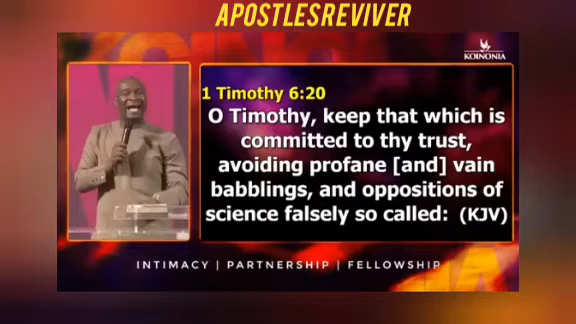 APOSTLESREVIVER
KOINONIA
1 Timothy 6:20
O Timothy, keep that which is
committed to thy trust,
avoiding profane [and] vain
babblings, and oppositions of
science falsely so called: (KJV)
INTIMACY | PARTNERSHIP | FELLOWSHIP